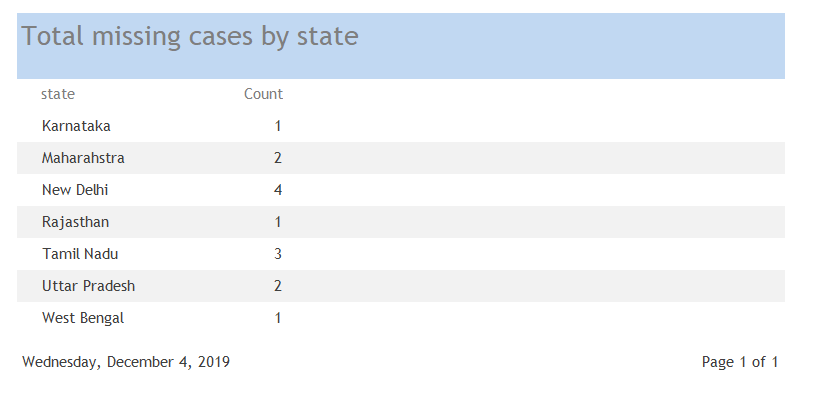 Total missing cases by state
state Count
Karnataka 1
Maharahstra 2
New Delhi 4
Rajasthan 1
Tamil Nadu 3
Uttar Pradesh 2
West Bengal 1
Wednesday, December 4, 2019 Page 1 of 1